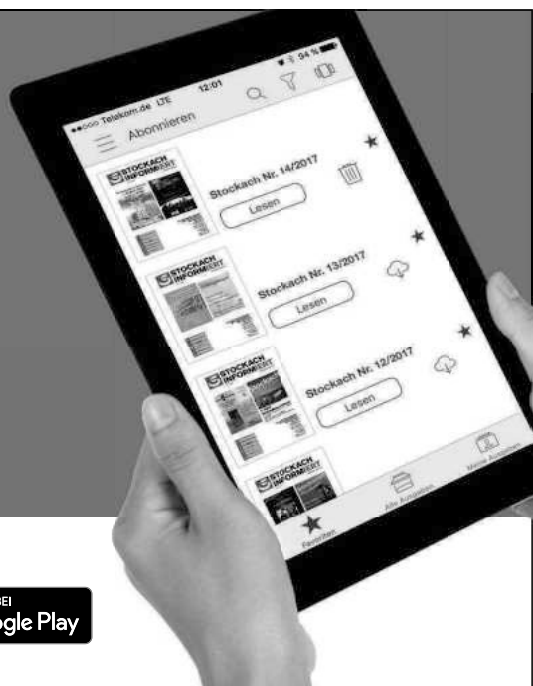 ●●○○○ Telekom.de LTE 12:01 94 %
Abonnieren
STOCKACH
INFORMIERT
Stockach Nr. 14/2017
Lesen
STOCKACH
INFORMIERT
Stockach Nr. 13/2017
Lesen
STOCKACH
INFORMIERT
Stockach Nr. 12/2017
Lesen
STOCKACH
INFORMIERT
Favoriten
Alle Ausgaben
Meine Ausgaben
BEI
gle Play